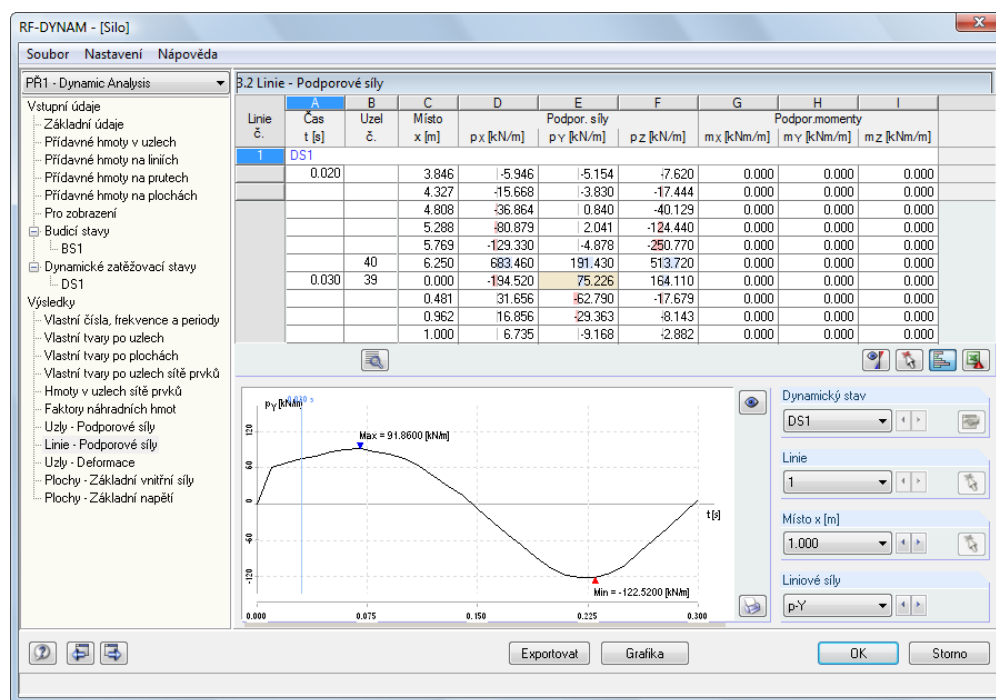 RF-DYNAM - [Silo]
Soubor Nastavení Nápověda
PŘ1 - Dynamic Analysis
Vstupní údaje
Základní údaje
Přídavné hmoty v uzlech
Přídavné hmoty na liniích
Přídavné hmoty na prutech
Přídavné hmoty na plochách
Pro zobrazení
Budicí stavy
BS1
Dynamické zatěžovací stavy
DS1
Výsledky
Vlastní čísla, frekvence a periody
Vlastní tvary po uzlech
Vlastní tvary po plochách
Vlastní tvary po uzlech sítě prvků
Hmoty v uzlech sítě prvků
Faktory náhradních hmot
Uzly - Podporové síly
Linie - Podporové síly
Uzly - Deformace
Plochy - Základní vnitřní síly
Plochy - Základní napětí
3.2 Linie - Podporové síly
A B C D E F G H I
Linie Čas Uzel Místo Podpor. síly Podpor.momenty
č. t [s] č. x [m] pX [kN/m] pY [kN/m] pZ [kN/m] mX [kNm/m] mY [kNm/m] mZ [kNm/m]
1 DS1
0.020 3.846 -5.946 -5.154 -7.620 0.000 0.000 0.000
4.327 -15.668 -3.830 -17.444 0.000 0.000 0.000
4.808 -36.864 0.840 -40.129 0.000 0.000 0.000
5.288 -80.879 2.041 -124.440 0.000 0.000 0.000
5.769 -129.330 -4.878 -250.770 0.000 0.000 0.000
40 6.250 683.460 191.430 513.720 0.000 0.000 0.000
0.030 39 0.000 -194.520 75.226 164.110 0.000 0.000 0.000
0.481 31.656 -62.790 -17.679 0.000 0.000 0.000
0.962 16.856 -29.363 -8.143 0.000 0.000 0.000
1.000 6.735 -9.168 -2.882 0.000 0.000 0.000
pY [kN/m]
0.030 s
120
60
0
-60
-120
Max = 91.8600 [kN/m]
t [s]
Min = -122.5200 [kN/m]
0.000 0.075 0.150 0.225 0.300
Dynamický stav
DS1
Linie
1
Místo x [m]
1.000
Liniové síly
p-Y
Exportovat Grafika OK Storno